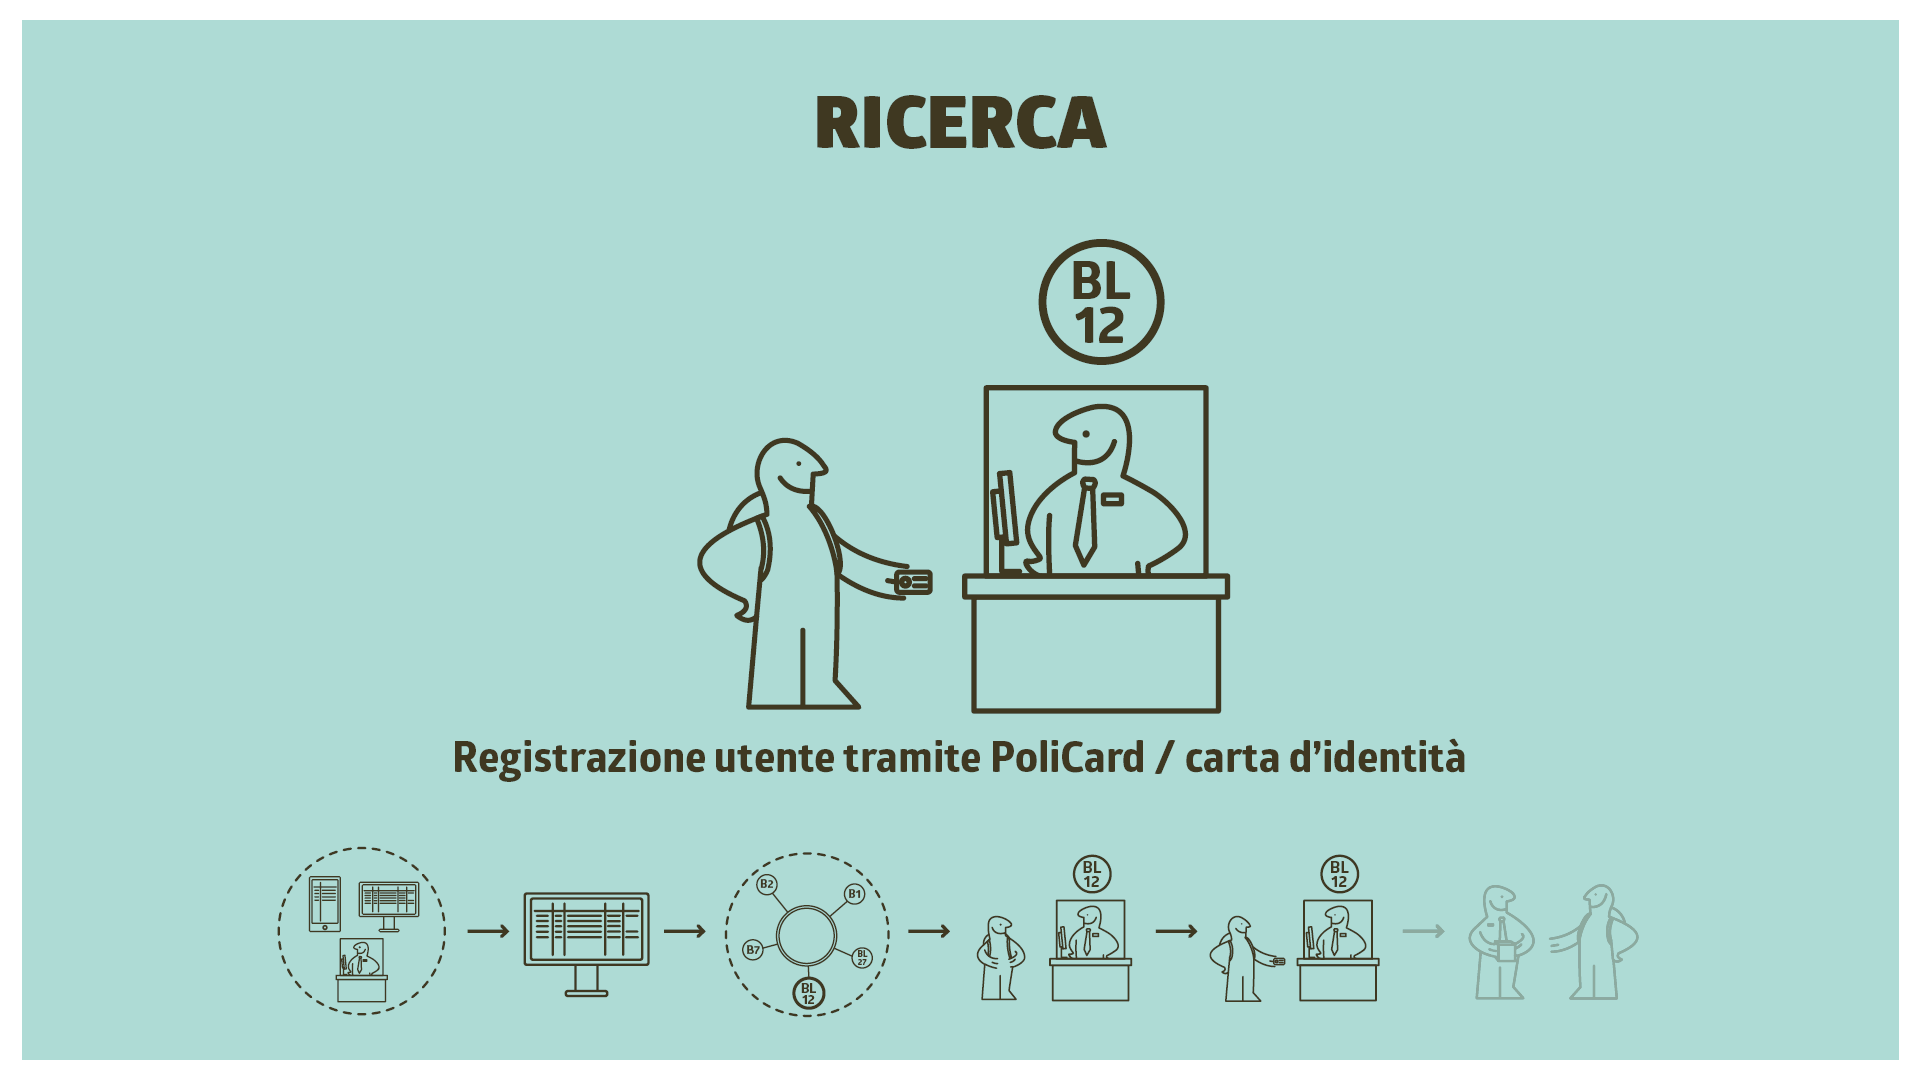 RICERCA
BL
12
Registrazione utente tramite PoliCard / carta d’identità
B2
B1
B7
BL
27
BL
12
BL
12
BL
12